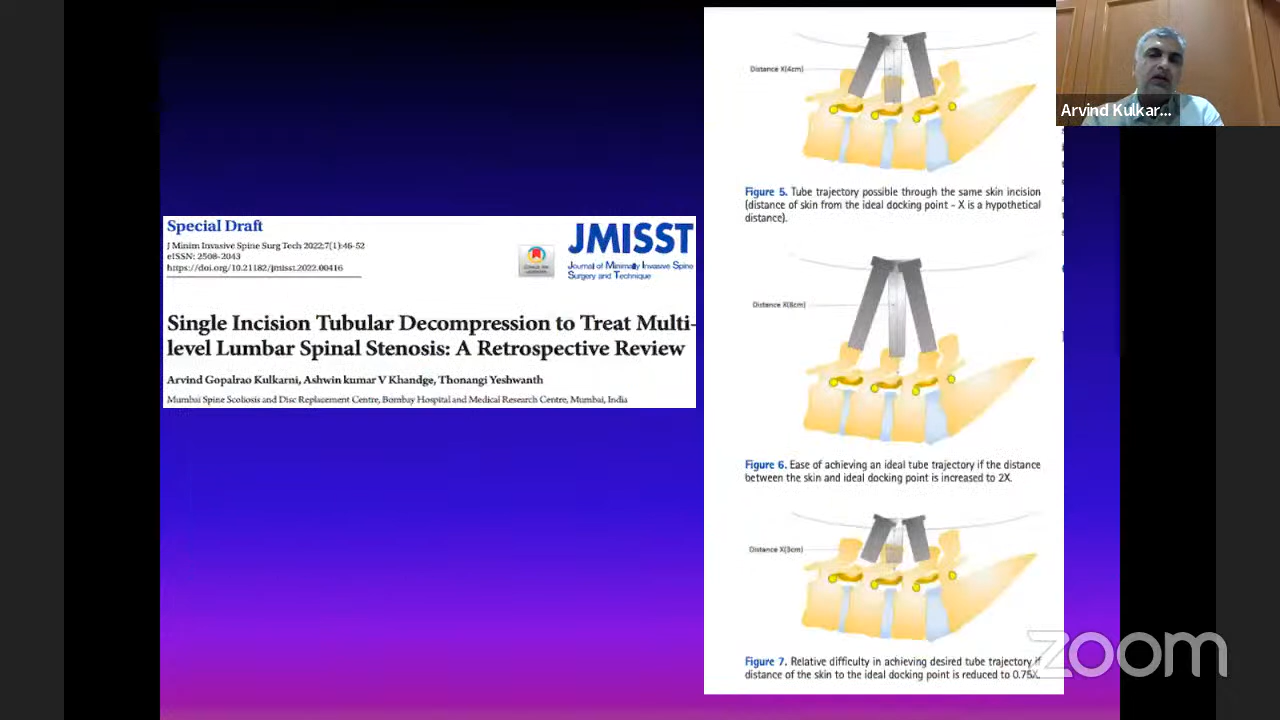 Special Draft
J Minim Invasive Spine Surg Tech 2022;7(1):46-52
eISSN: 2508-2043
https://doi.org/10.21182/jmisst.2022.00416
JMISST
Journal of Minimally Invasive Spine
Surgery and Technique
Single Incision Tubular Decompression to Treat Multi-
level Lumbar Spinal Stenosis: A Retrospective Review
Arvind Gopalrao Kulkarni, Ashwin kumar V Khandge, Thonangi Yeshwanth
Mumbai Spine Scoliosis and Disc Replacement Centre, Bombay Hospital and Medical Research Centre, Mumbai, India
Distance X(4cm)
Figure 5. Tube trajectory possible through the same skin incision
(distance of skin from the ideal docking point - X is a hypothetical
distance).
Distance X(8cm)
Figure 6. Ease of achieving an ideal tube trajectory if the distance
between the skin and ideal docking point is increased to 2X.
Distance X(3cm)
Figure 7. Relative difficulty in achieving desired tube trajectory if
distance of the skin to the ideal docking point is reduced to 0.75X.
Arvind Kulkar...
zoom